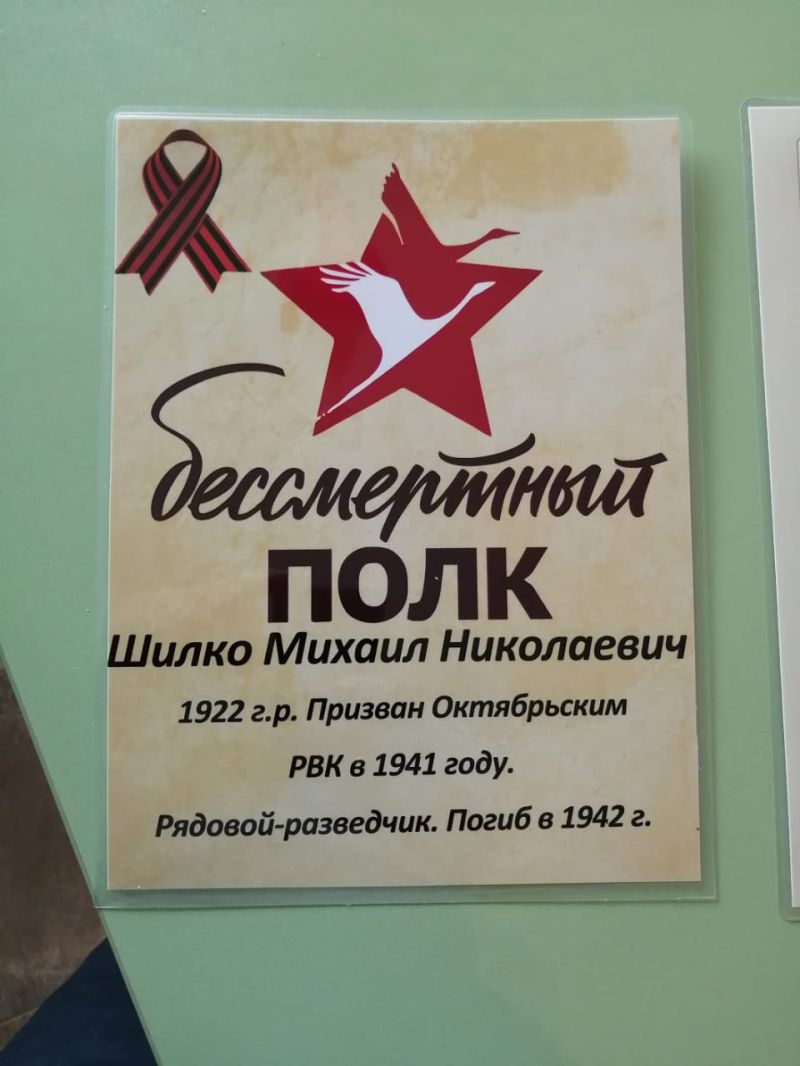 бессмертный
ПОЛК
Шилко Михаил Николаевич
1922 г.р. Призван Октябрьским
РВК в 1941 году.
Рядовой-разведчик. Погиб в 1942 г.